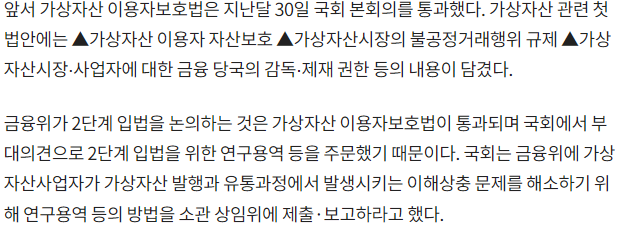 앞서 가상자산 이용자보호법은 지난달 30일 국회 본회의를 통과했다. 가상자산 관련 첫
법안에는 ▲가상자산 이용자 자산보호 ▲가상자산시장의 불공정거래행위 규제 ▲가상
자산시장·사업자에 대한 금융 당국의 감독·제재 권한 등의 내용이 담겼다.
금융위가 2단계 입법을 논의하는 것은 가상자산 이용자보호법이 통과되며 국회에서 부
대의견으로 2단계 입법을 위한 연구용역 등을 주문했기 때문이다. 국회는 금융위에 가상
자산사업자가 가상자산 발행과 유통과정에서 발생시키는 이해상충 문제를 해소하기 위
해 연구용역 등의 방법을 소관 상임위에 제출·보고하라고 했다.